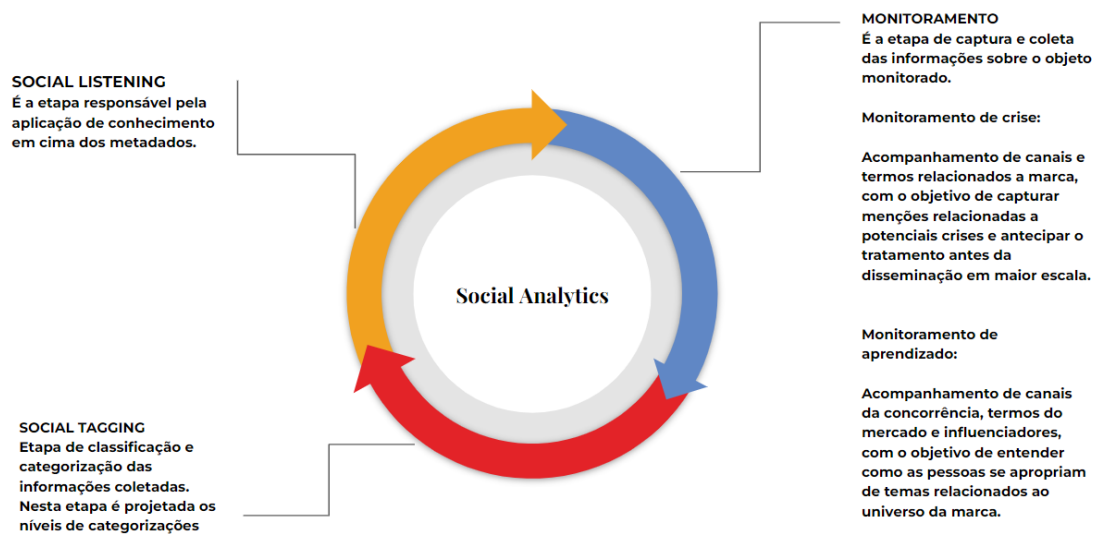 MONITORAMENTO
É a etapa de captura e coleta
das informações sobre o objeto
monitorado.
Monitoramento de crise:
Acompanhamento de canais e
termos relacionados a marca,
com o objetivo de capturar
menções relacionadas a
potenciais crises e antecipar o
tratamento antes da
disseminação em maior escala.
Monitoramento de
aprendizado:
Acompanhamento de canais
da concorrência, termos do
mercado e influenciadores,
com o objetivo de entender
como as pessoas se apropriam
de temas relacionados ao
universo da marca.
SOCIAL LISTENING
É a etapa responsável pela
aplicação de conhecimento
em cima dos metadados.
Social Analytics
SOCIAL TAGGING
Etapa de classificação e
categorização das
informações coletadas.
Nesta etapa é projetada os
níveis de categorizações